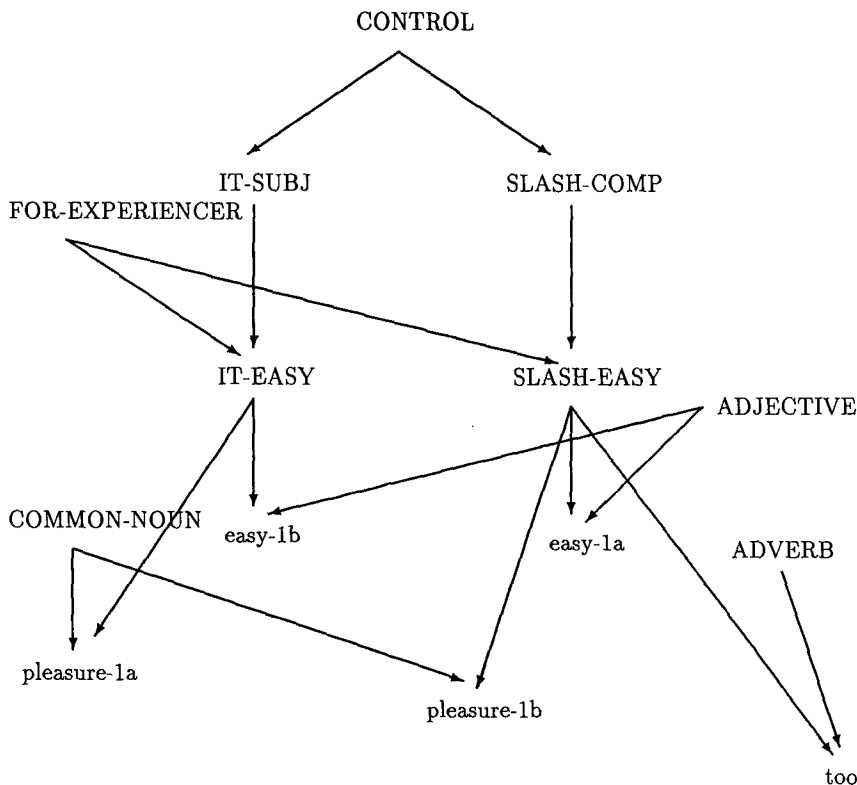 CONTROL
IT-SUBJ
SLASH-COMP
FOR-EXPERIENCER
IT-EASY
SLASH-EASY
ADJECTIVE
COMMON-NOUN
easy-1b
easy-1a
ADVERB
pleasure-1a
pleasure-1b
too